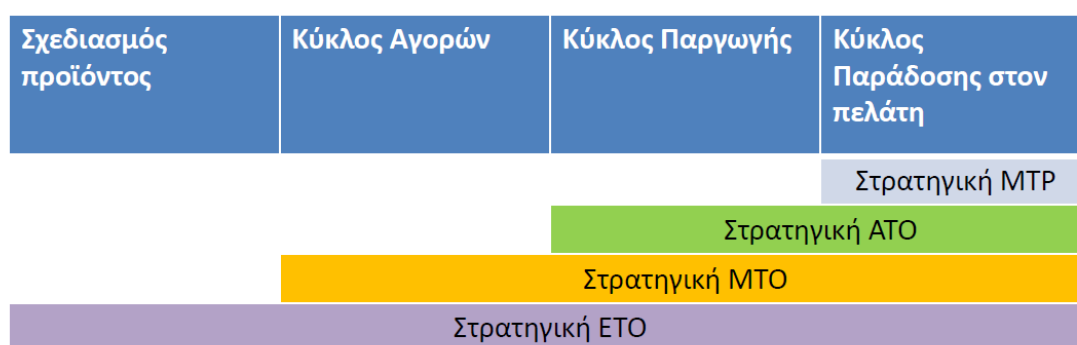 Σχεδιασμός
προϊόντος
Κύκλος Αγορών
Κύκλος Παργωγής
Κύκλος
Παράδοσης στον
πελάτη
Στρατηγική MTP
Στρατηγική ATO
Στρατηγική MTO
Στρατηγική ETO